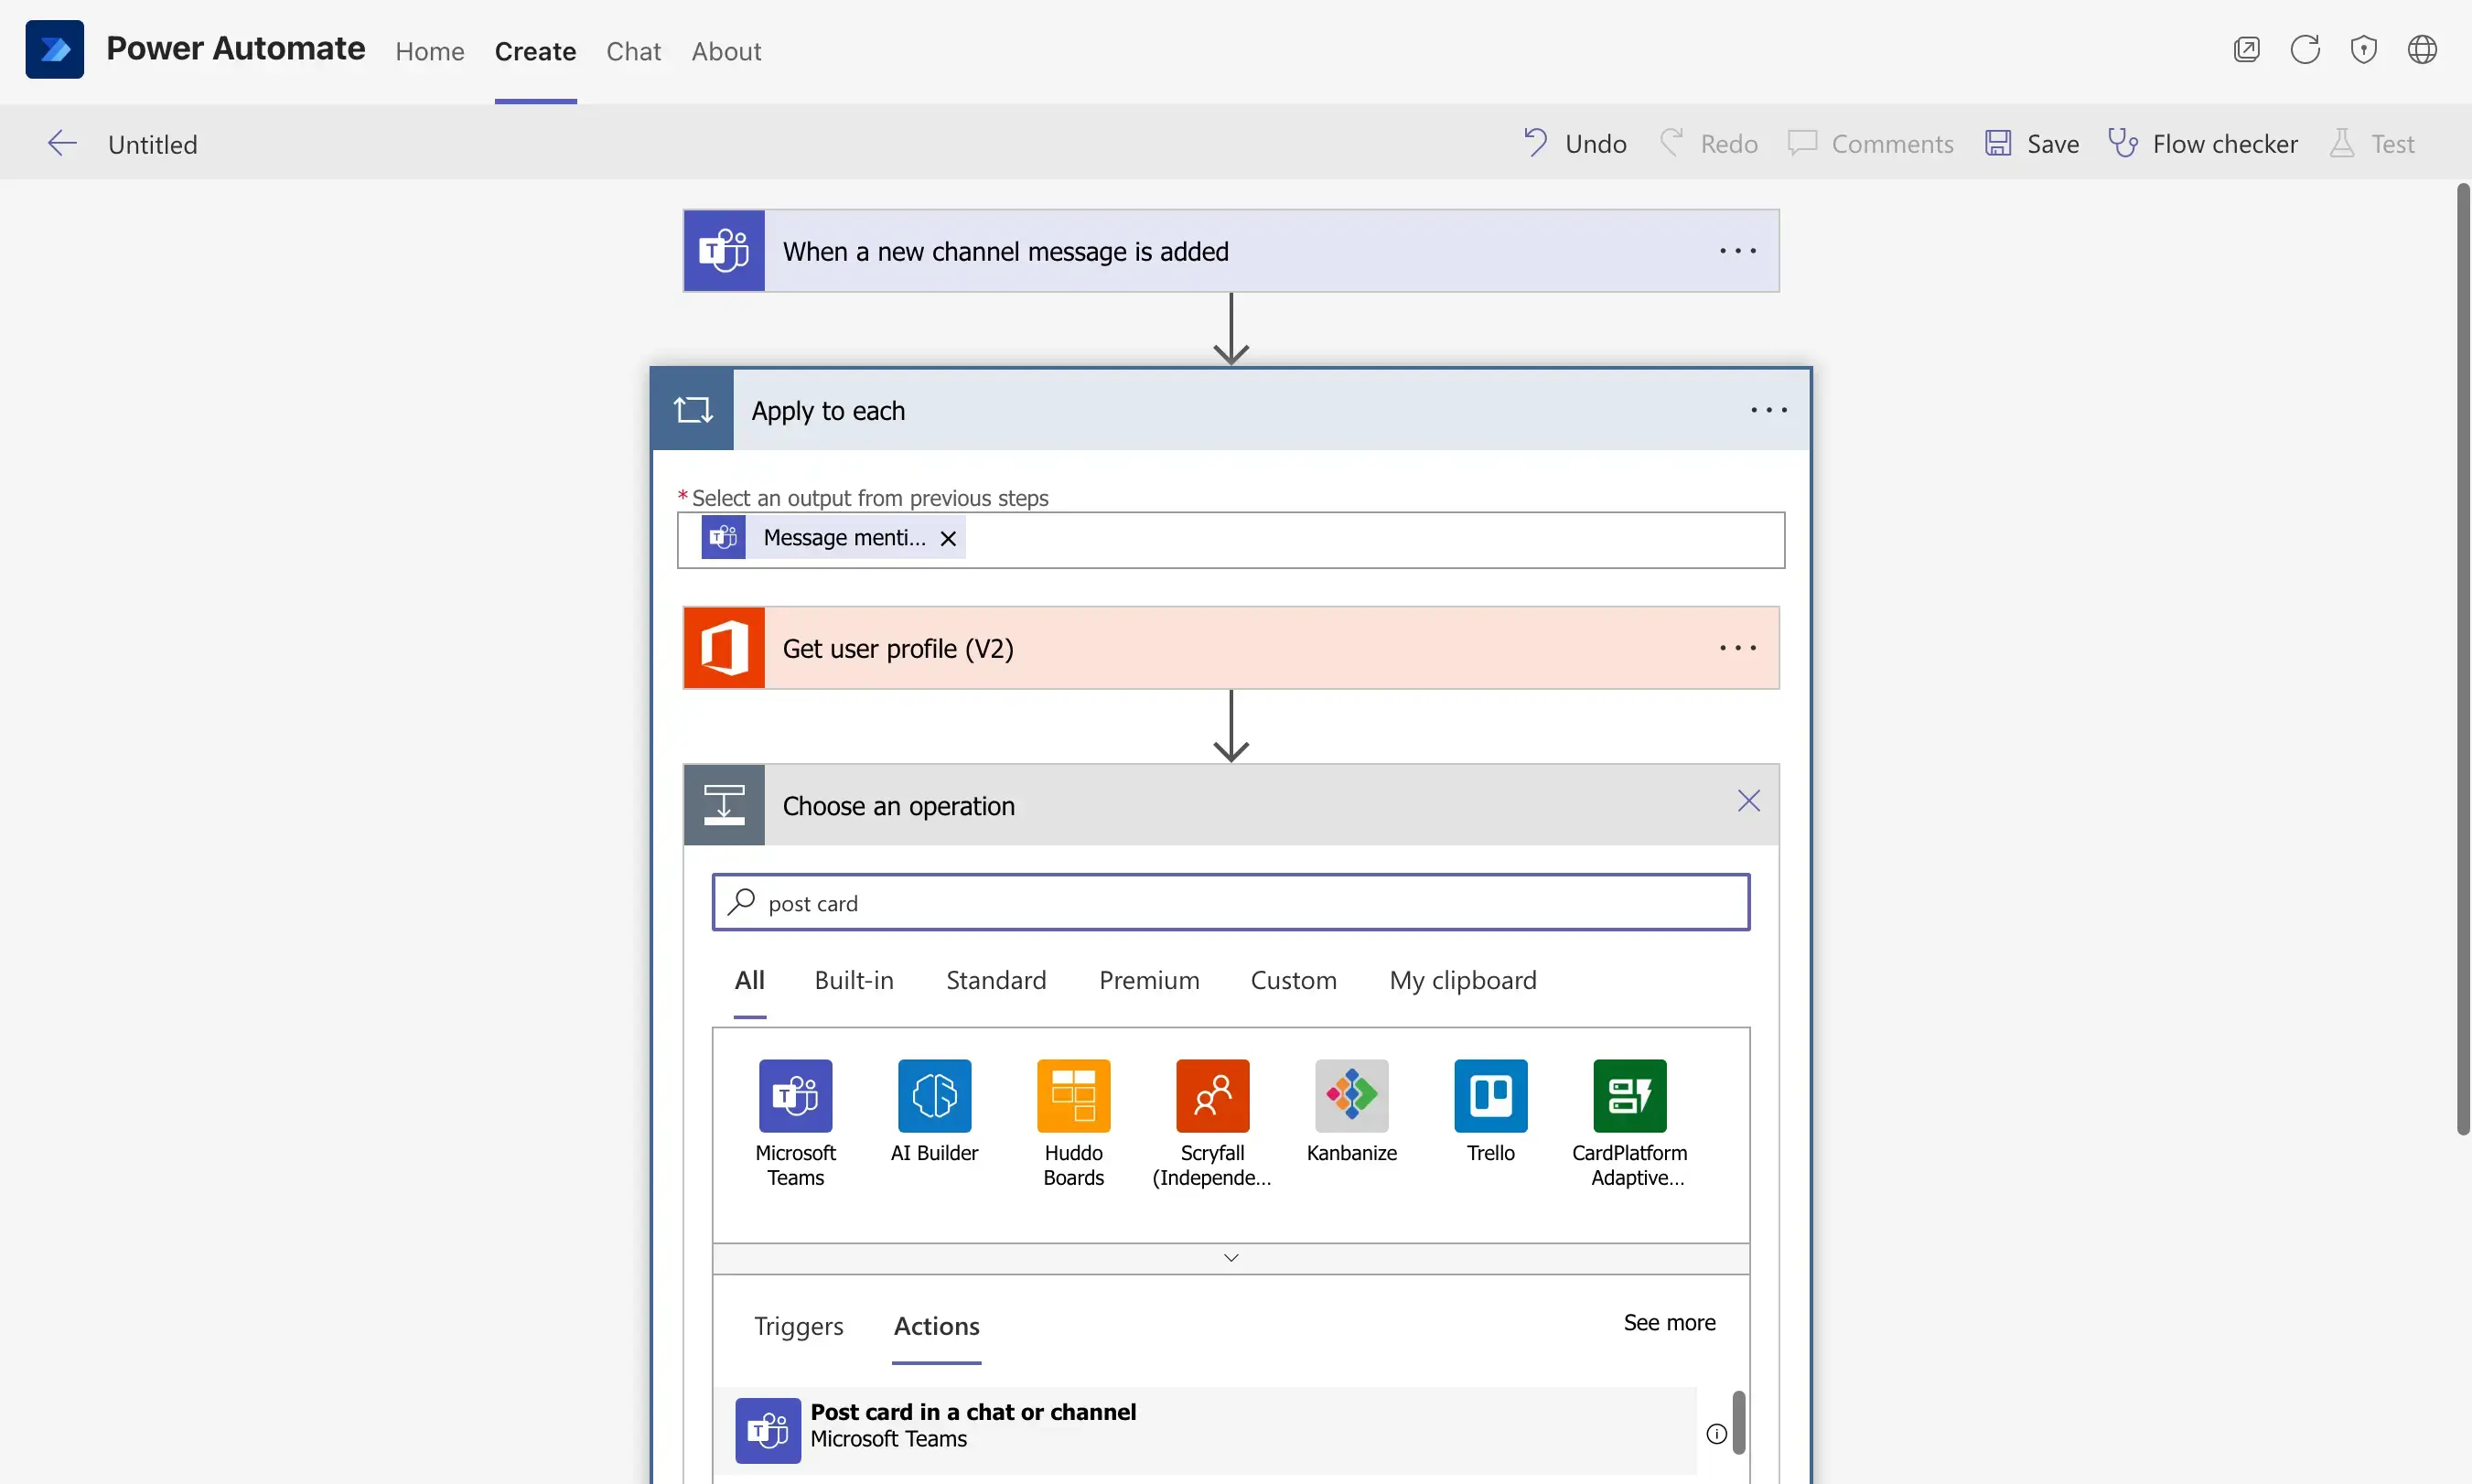 Power Automate
Home
Create
Chat
About
Untitled
Undo
Redo
Comments
Save
Flow checker
Test
When a new channel message is added
Apply to each
* Select an output from previous steps
Message menti...
Get user profile (V2)
Choose an operation
post card
All
Built-in
Standard
Premium
Custom
My clipboard
Microsoft
Teams
AI Builder
Huddo
Boards
Scryfall
(Independe...
Kanbanize
Trello
CardPlatform
Adaptive...
Triggers
Actions
See more
Post card in a chat or channel
Microsoft Teams